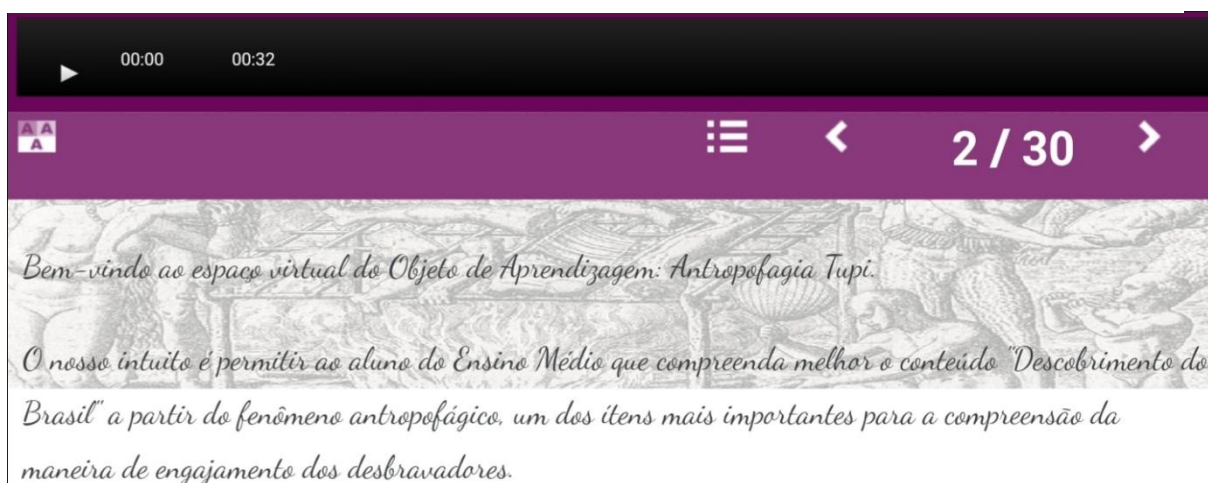 00:00 00:32
A A
A
2 / 30
Bem-vindo ao espaço virtual do Objeto de Aprendizagem: Antropofagia Tupi.
O nosso intuito é permitir ao aluno do Ensino Médio que compreenda melhor o conteúdo "Descobrimento do
Brasil" a partir do fenômeno antropofágico, um dos ítens mais importantes para a compreensão da
maneira de engajamento dos desbravadores.